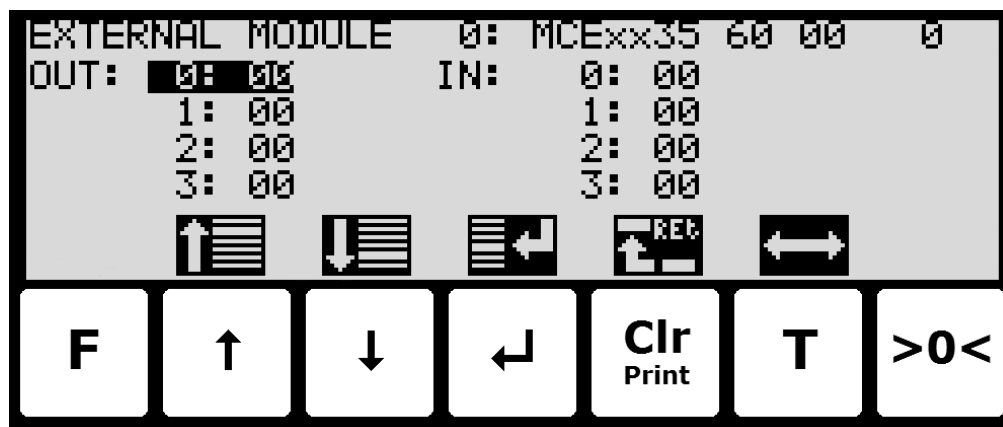 EXTERNAL MODULE 0: MCExx35 60 00 0
OUT: 0: 00 IN: 0: 00
1: 00 1: 00
2: 00 2: 00
3: 00 3: 00
REt
F ↑ ↓ ↵ Clr T >0<
Print